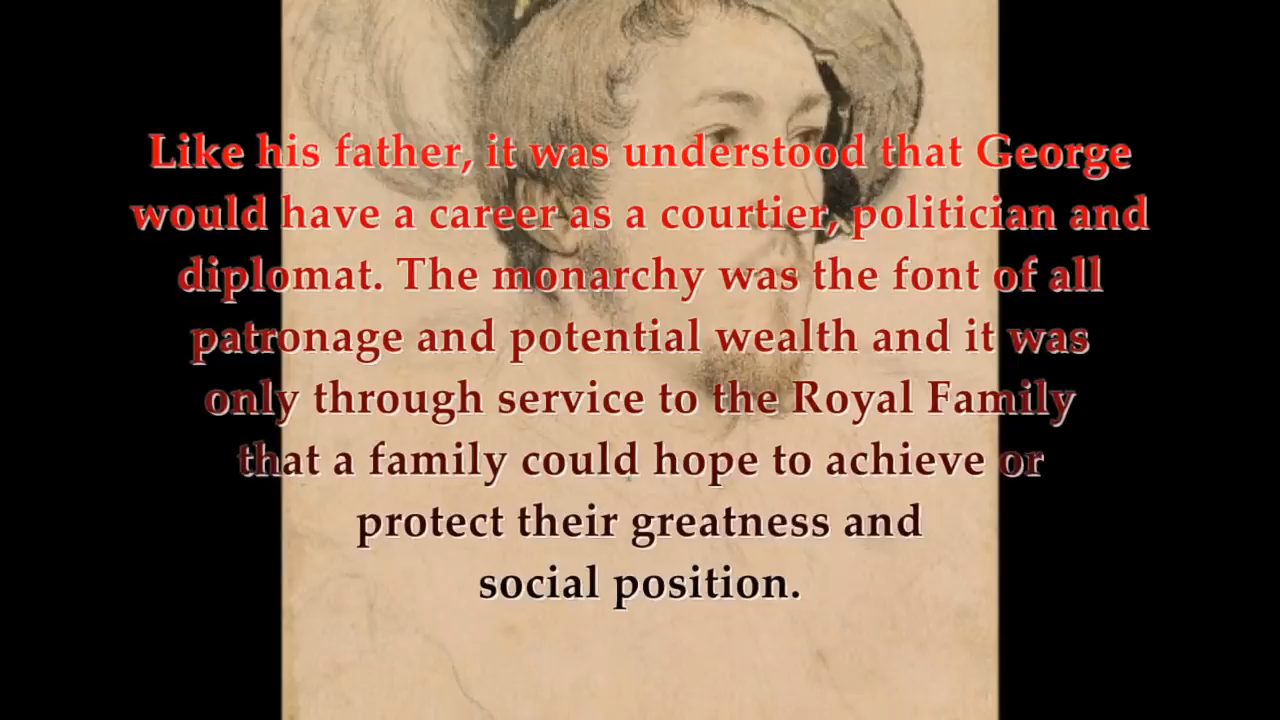 Like his father, it was understood that George
would have a career as a courtier, politician and
diplomat. The monarchy was the font of all
patronage and potential wealth and it was
only through service to the Royal Family
that a family could hope to achieve or
protect their greatness and
social position.